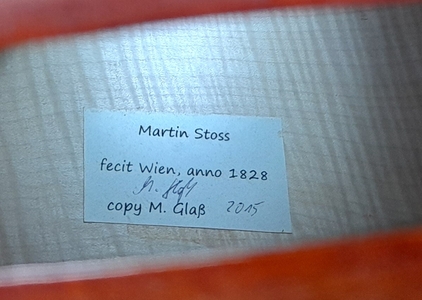 Martin Stoss
fecit Wien, anno 1828
copy M. Glaß 2015